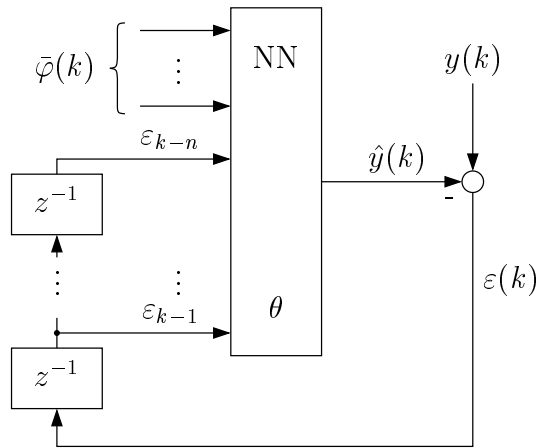 φ̄(k)
⋮
NN
y(k)
ε_{k−n}
ŷ(k)
z^{−1}
-
ε(k)
⋮
⋮
θ
ε_{k−1}
z^{−1}